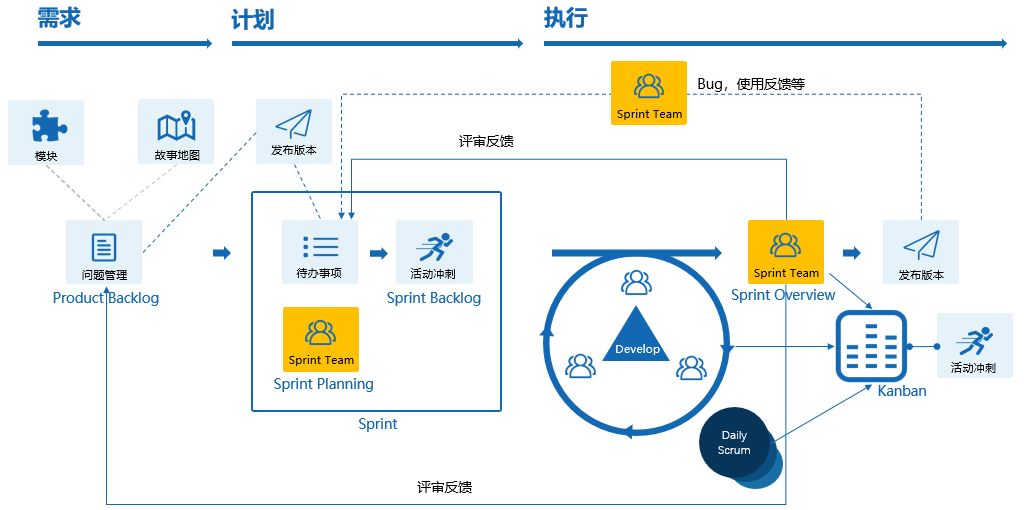 需求
计划
执行
Sprint Team
Bug，使用反馈等
评审反馈
模块
故事地图
发布版本
问题管理
Product Backlog
待办事项
活动冲刺
Sprint Backlog
Sprint Team
Sprint Planning
Sprint
Develop
Sprint Team
Sprint Overview
发布版本
Kanban
活动冲刺
Daily
Scrum
评审反馈